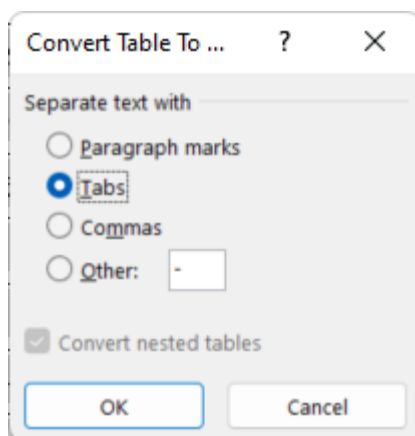 Convert Table To ... ?
Separate text with
Paragraph marks
Tabs
Commas
Other: -
Convert nested tables
OK Cancel